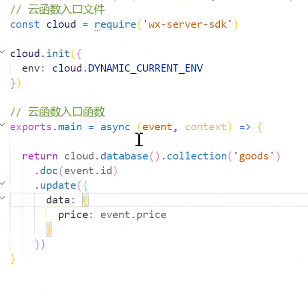 // 云函数入口文件
const cloud = require('wx-server-sdk')
cloud.init({
env: cloud.DYNAMIC_CURRENT_ENV
})
// 云函数入口函数
exports.main = async (event, context) => {
return cloud.database().collection('goods')
.doc(event.id)
.update({
data: {
price: event.price
}
})
}